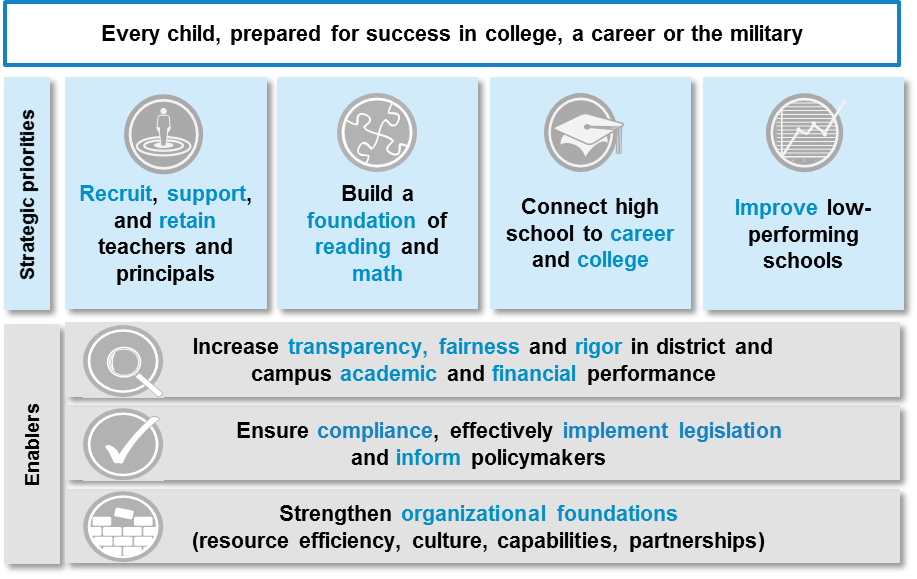 Every child, prepared for success in college, a career or the military
Strategic priorities
Recruit, support,
and retain
teachers and
principals
Build a
foundation of
reading and
math
Connect high
school to career
and college
Improve low-
performing
schools
Enablers
Increase transparency, fairness and rigor in district and
campus academic and financial performance
Ensure compliance, effectively implement legislation
and inform policymakers
Strengthen organizational foundations
(resource efficiency, culture, capabilities, partnerships)